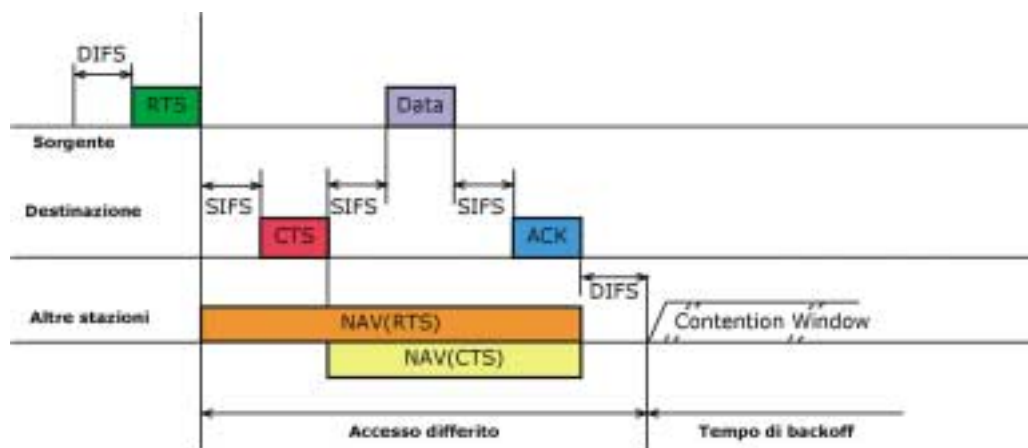 DIFS
RTS
Data
Sorgente
SIFS
SIFS
SIFS
Destinazione
CTS
ACK
DIFS
Altre stazioni
NAV(RTS)
Contention Window
NAV(CTS)
Accesso differito
Tempo di backoff